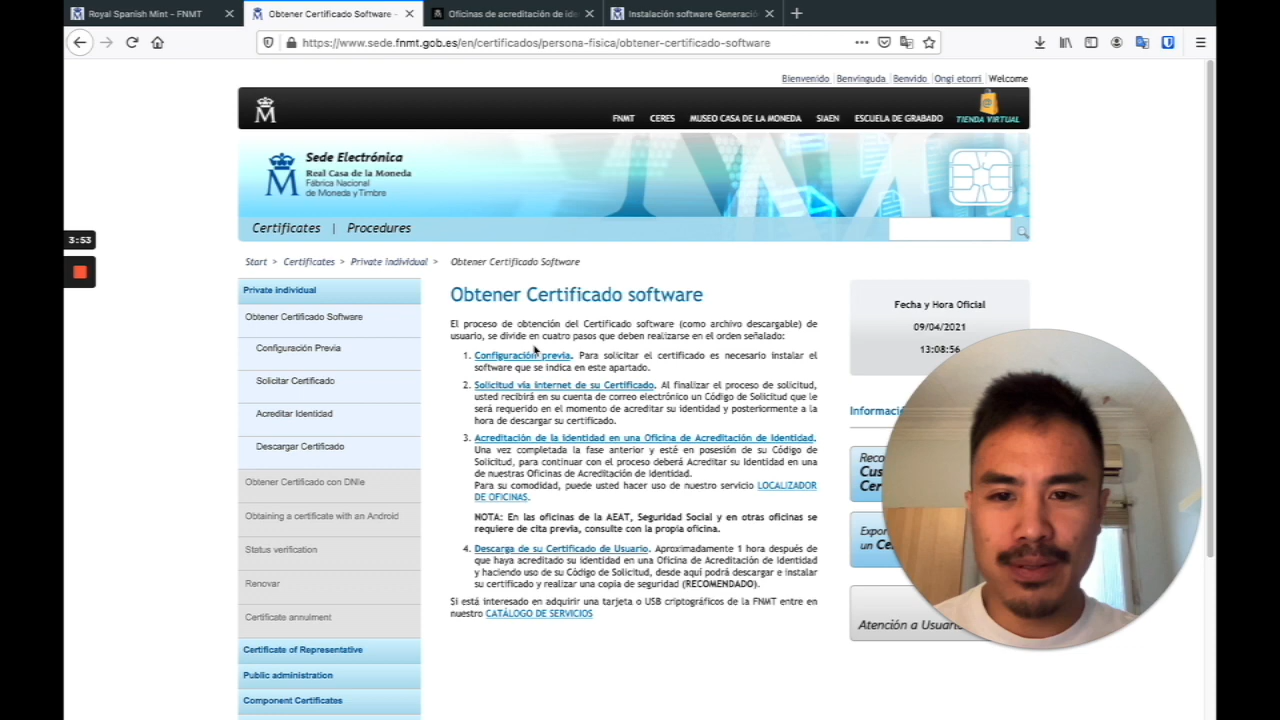 Royal Spanish Mint - FNMT
Obtener Certificado Software -
Oficinas de acreditación de ide
Instalación software Generació
https://www.sede.fnmt.gob.es/en/certificados/persona-fisica/obtener-certificado-software
Bienvenido Benvinguda Benvido Ongi etorri Welcome
FNMT CERES MUSEO CASA DE LA MONEDA SIAEN ESCUELA DE GRABADO TIENDA VIRTUAL
Sede Electrónica
Real Casa de la Moneda
Fábrica Nacional
de Moneda y Timbre
Certificates | Procedures
3:53
Start > Certificates > Private individual > Obtener Certificado Software
Private individual
Obtener Certificado Software
Configuración Previa
Solicitar Certificado
Acreditar Identidad
Descargar Certificado
Obtener Certificado con DNIe
Obtaining a certificate with an Android
Status verification
Renovar
Certificate annulment
Certificate of Representative
Public administration
Component Certificates
Obtener Certificado software
El proceso de obtención del Certificado software (como archivo descargable) de
usuario, se divide en cuatro pasos que deben realizarse en el orden señalado:
1. Configuración previa. Para solicitar el certificado es necesario instalar el
software que se indica en este apartado.
2. Solicitud vía internet de su Certificado. Al finalizar el proceso de solicitud,
usted recibirá en su cuenta de correo electrónico un Código de Solicitud que le
será requerido en el momento de acreditar su identidad y posteriormente a la
hora de descargar su certificado.
3. Acreditación de la identidad en una Oficina de Acreditación de Identidad.
Una vez completada la fase anterior y esté en posesión de su Código de
Solicitud, para continuar con el proceso deberá Acreditar su Identidad en una
de nuestras Oficinas de Acreditación de Identidad.
Para su comodidad, puede usted hacer uso de nuestro servicio LOCALIZADOR
DE OFICINAS.
NOTA: En las oficinas de la AEAT, Seguridad Social y en otras oficinas se
requiere de cita previa, consulte con la propia oficina.
4. Descarga de su Certificado de Usuario. Aproximadamente 1 hora después de
que haya acreditado su identidad en una Oficina de Acreditación de Identidad
y haciendo uso de su Código de Solicitud, desde aquí podrá descargar e instalar
su certificado y realizar una copia de seguridad (RECOMENDADO).
Si está interesado en adquirir una tarjeta o USB criptográficos de la FNMT entre en
nuestro CATÁLOGO DE SERVICIOS
Fecha y Hora Oficial
09/04/2021
13:08:56
Informaci
Reco
Cus
Cer
Expor
un Ce
Atención a Usuari